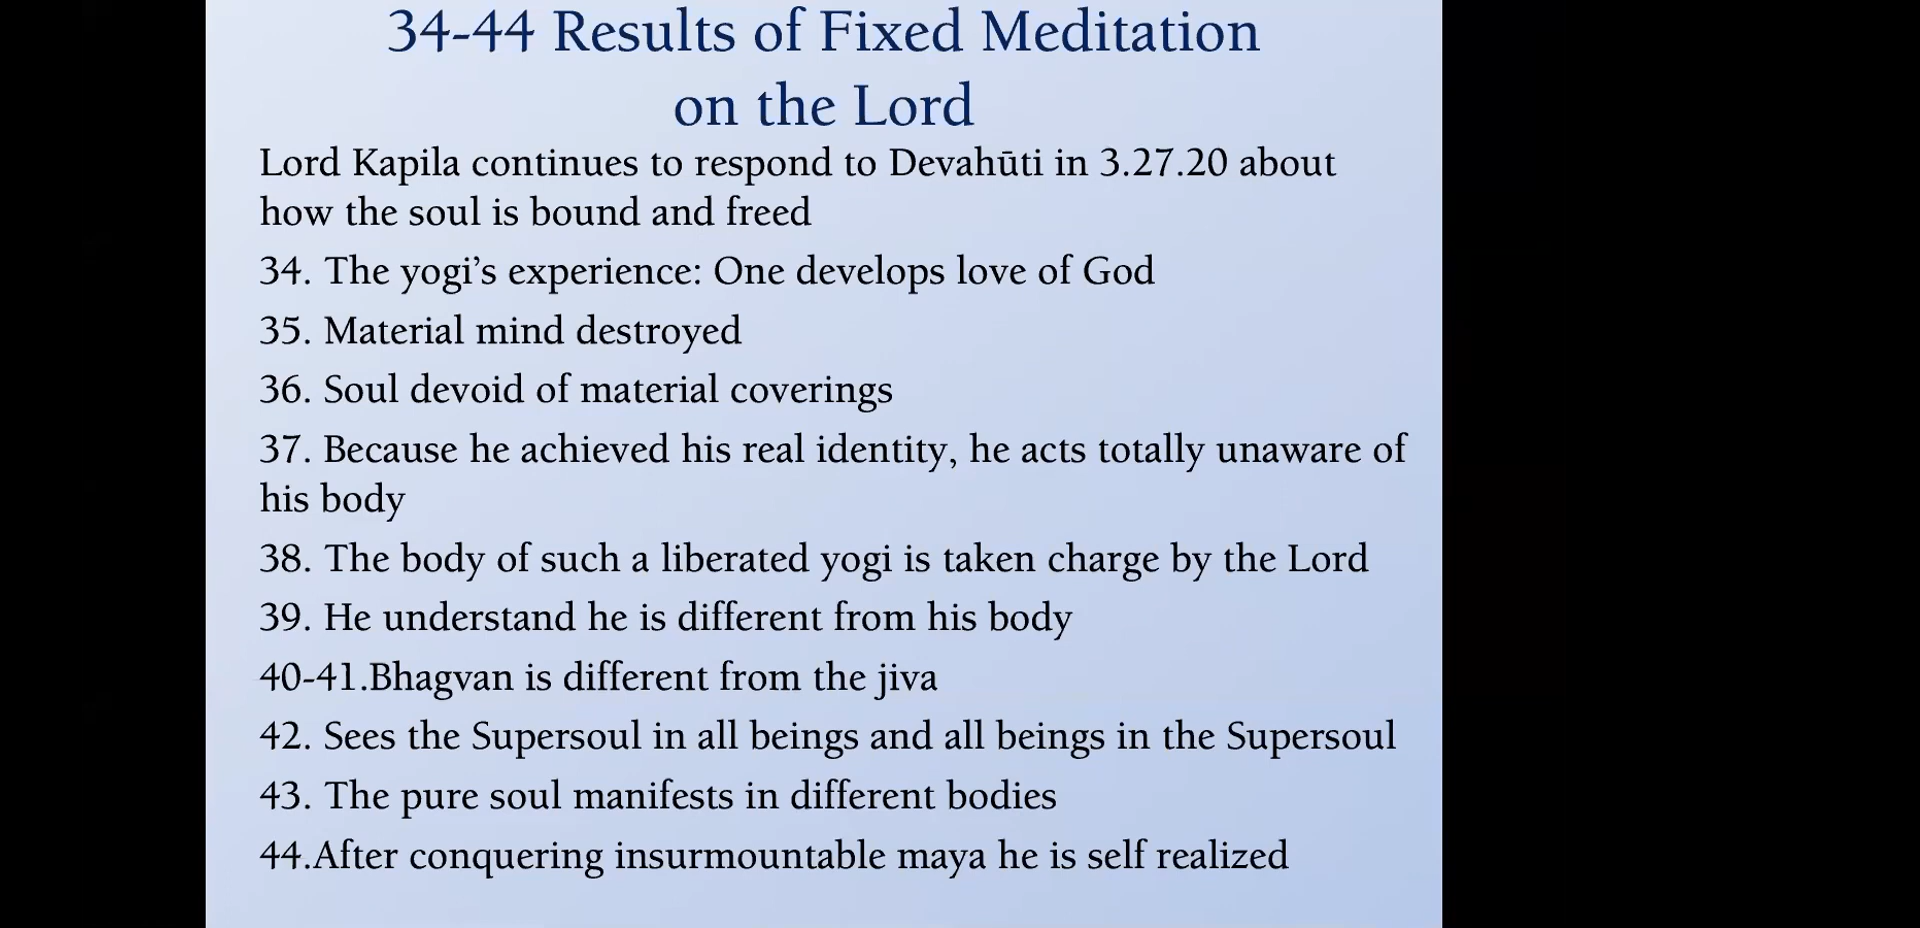 34-44 Results of Fixed Meditation
on the Lord
Lord Kapila continues to respond to Devahūti in 3.27.20 about
how the soul is bound and freed
34. The yogi’s experience: One develops love of God
35. Material mind destroyed
36. Soul devoid of material coverings
37. Because he achieved his real identity, he acts totally unaware of
his body
38. The body of such a liberated yogi is taken charge by the Lord
39. He understand he is different from his body
40-41.Bhagvan is different from the jiva
42. Sees the Supersoul in all beings and all beings in the Supersoul
43. The pure soul manifests in different bodies
44.After conquering insurmountable maya he is self realized